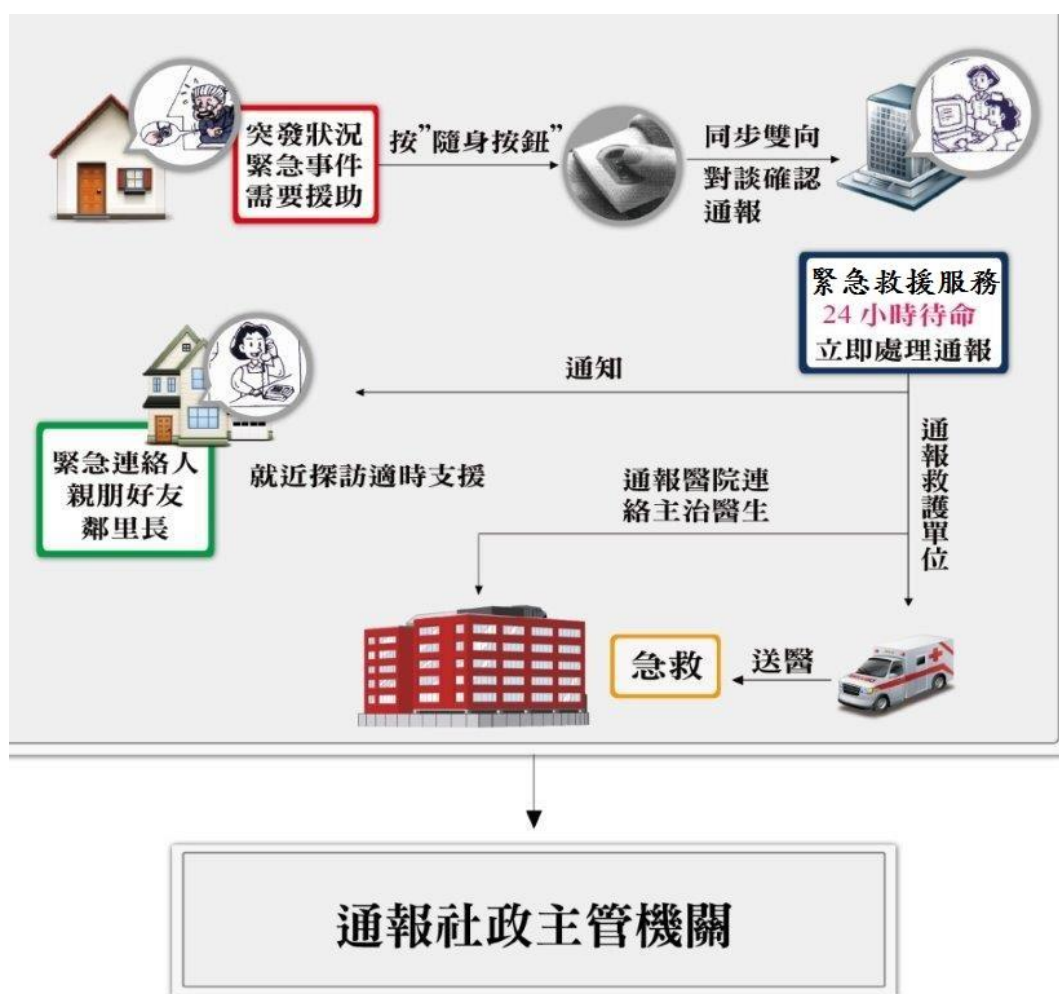 突發狀況
緊急事件
需要援助
按”隨身按鈕”
同步雙向
對談確認
通報
緊急救援服務
24 小時待命
立即處理通報
通知
緊急連絡人
親朋好友
鄰里長
就近探訪適時支援
通報醫院連
絡主治醫生
通報救護單位
急救
送醫
通報社政主管機關